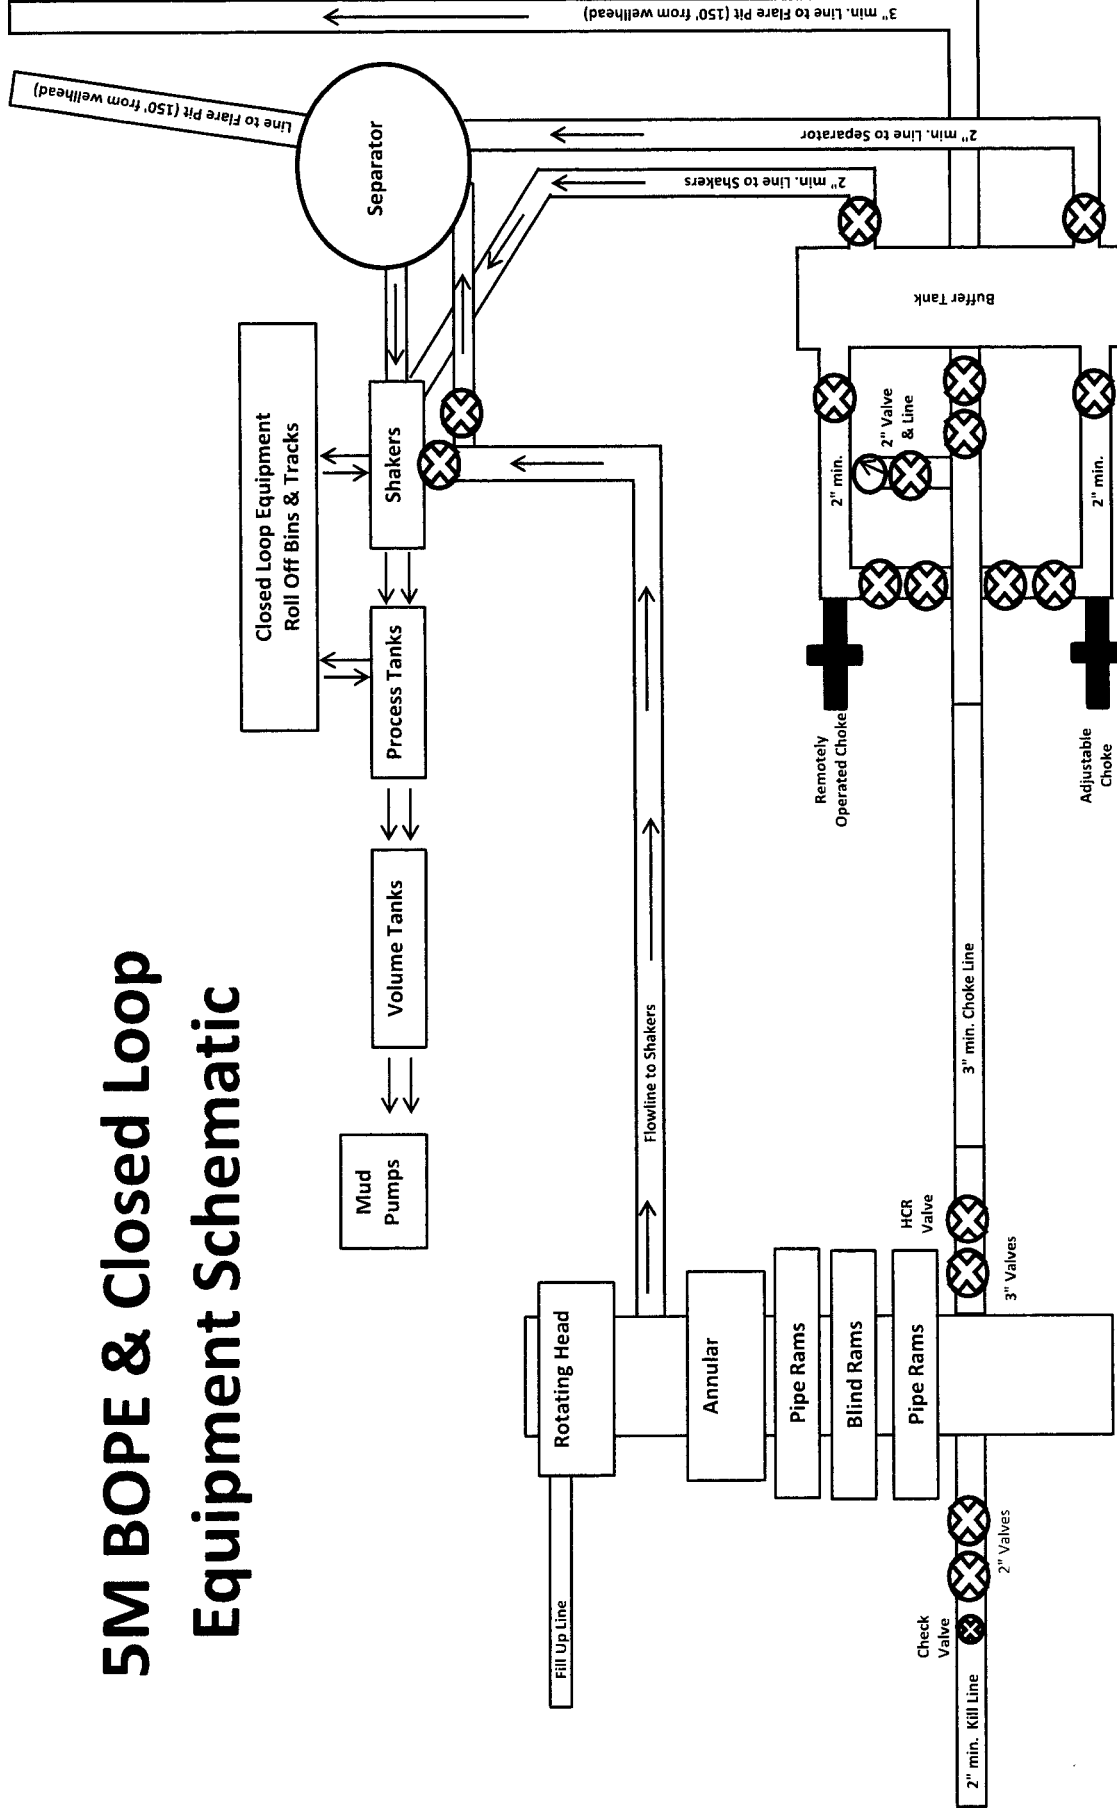 5M BOPE & Closed Loop
Equipment Schematic
Closed Loop Equipment
Roll Off Bins & Tracks
Mud
Pumps
Volume Tanks
Process Tanks
Shakers
Separator
Line to Flare Pit (150' from wellhead)
3" min. Line to Flare Pit (150' from wellhead)
Fill Up Line
Rotating Head
Flowline to Shakers
2" min. Line to Shakers
2" min. Line to Separator
Annular
Pipe Rams
Blind Rams
Pipe Rams
Remotely
Operated Choke
2" min.
2" Valve
& Line
Buffer Tank
2" min. Kill Line
Check
Valve
2" Valves
HCR
Valve
3" Valves
3" min. Choke Line
Adjustable
Choke
2" min.